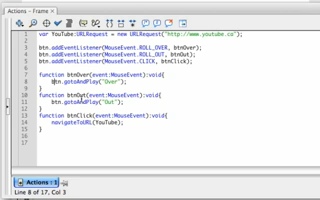 Actions - Frame
1 var YouTube:URLRequest = new URLRequest("http://www.youtube.ca");
2
3 btn.addEventListener(MouseEvent.ROLL_OVER, btnOver);
4 btn.addEventListener(MouseEvent.ROLL_OUT, btnOut);
5 btn.addEventListener(MouseEvent.CLICK, btnClick);
6
7 function btnOver(event:MouseEvent):void{
8 btn.gotoAndPlay("Over");
9 }
10 function btnOut(event:MouseEvent):void{
11 btn.gotoAndPlay("Out");
12 }
13 function btnClick(event:MouseEvent):void{
14 navigateToURL(YouTube);
15 }
Actions : 1
Line 8 of 17, Col 3